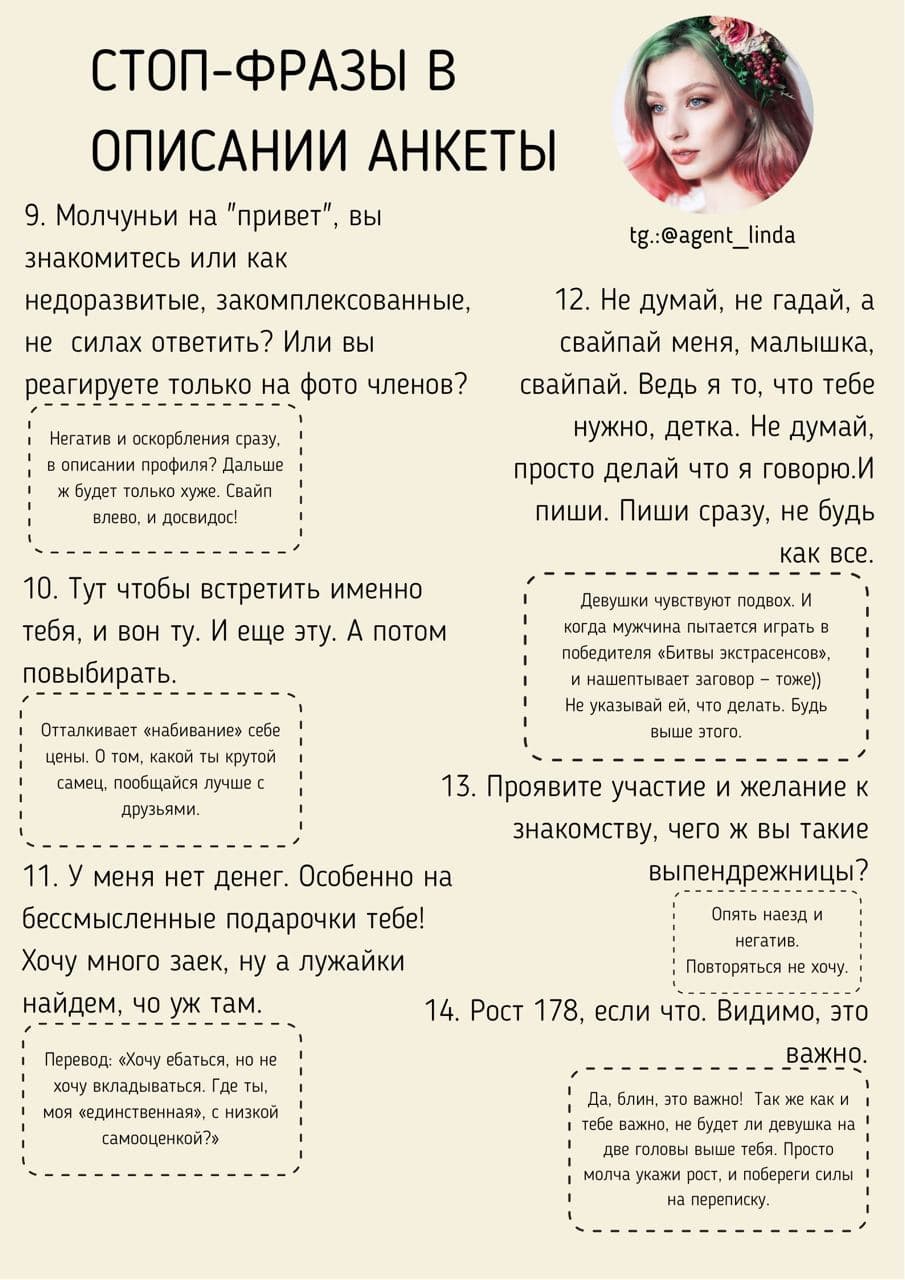 СТОП-ФРАЗЫ В
ОПИСАНИИ АНКЕТЫ
tg.:@agent_linda
9. Молчуньи на "привет", вы
знакомитесь или как
недоразвитые, закомплексованные,
не силах ответить? Или вы
реагируете только на фото членов?
Негатив и оскорбления сразу,
в описании профиля? Дальше
ж будет только хуже. Свайп
влево, и досвидос!
10. Тут чтобы встретить именно
тебя, и вон ту. И еще эту. А потом
повыбирать.
Отталкивает «набивание» себе
цены. О том, какой ты крутой
самец, пообщайся лучше с
друзьями.
11. У меня нет денег. Особенно на
бессмысленные подарочки тебе!
Хочу много заек, ну а лужайки
найдем, чо уж там.
Перевод: «Хочу ебаться, но не
хочу вкладываться. Где ты,
моя «единственная», с низкой
самооценкой?»
12. Не думай, не гадай, а
свайпай меня, малышка,
свайпай. Ведь я то, что тебе
нужно, детка. Не думай,
просто делай что я говорю.И
пиши. Пиши сразу, не будь
как все.
Девушки чувствуют подвох. И
когда мужчина пытается играть в
победителя «Битвы экстрасенсов»,
и нашептывает заговор – тоже))
Не указывай ей, что делать. Будь
выше этого.
13. Проявите участие и желание к
знакомству, чего ж вы такие
выпендрежницы?
Опять наезд и
негатив.
Повторяться не хочу.
14. Рост 178, если что. Видимо, это
важно.
Да, блин, это важно! Так же как и
тебе важно, не будет ли девушка на
две головы выше тебя. Просто
молча укажи рост, и побереги силы
на переписку.